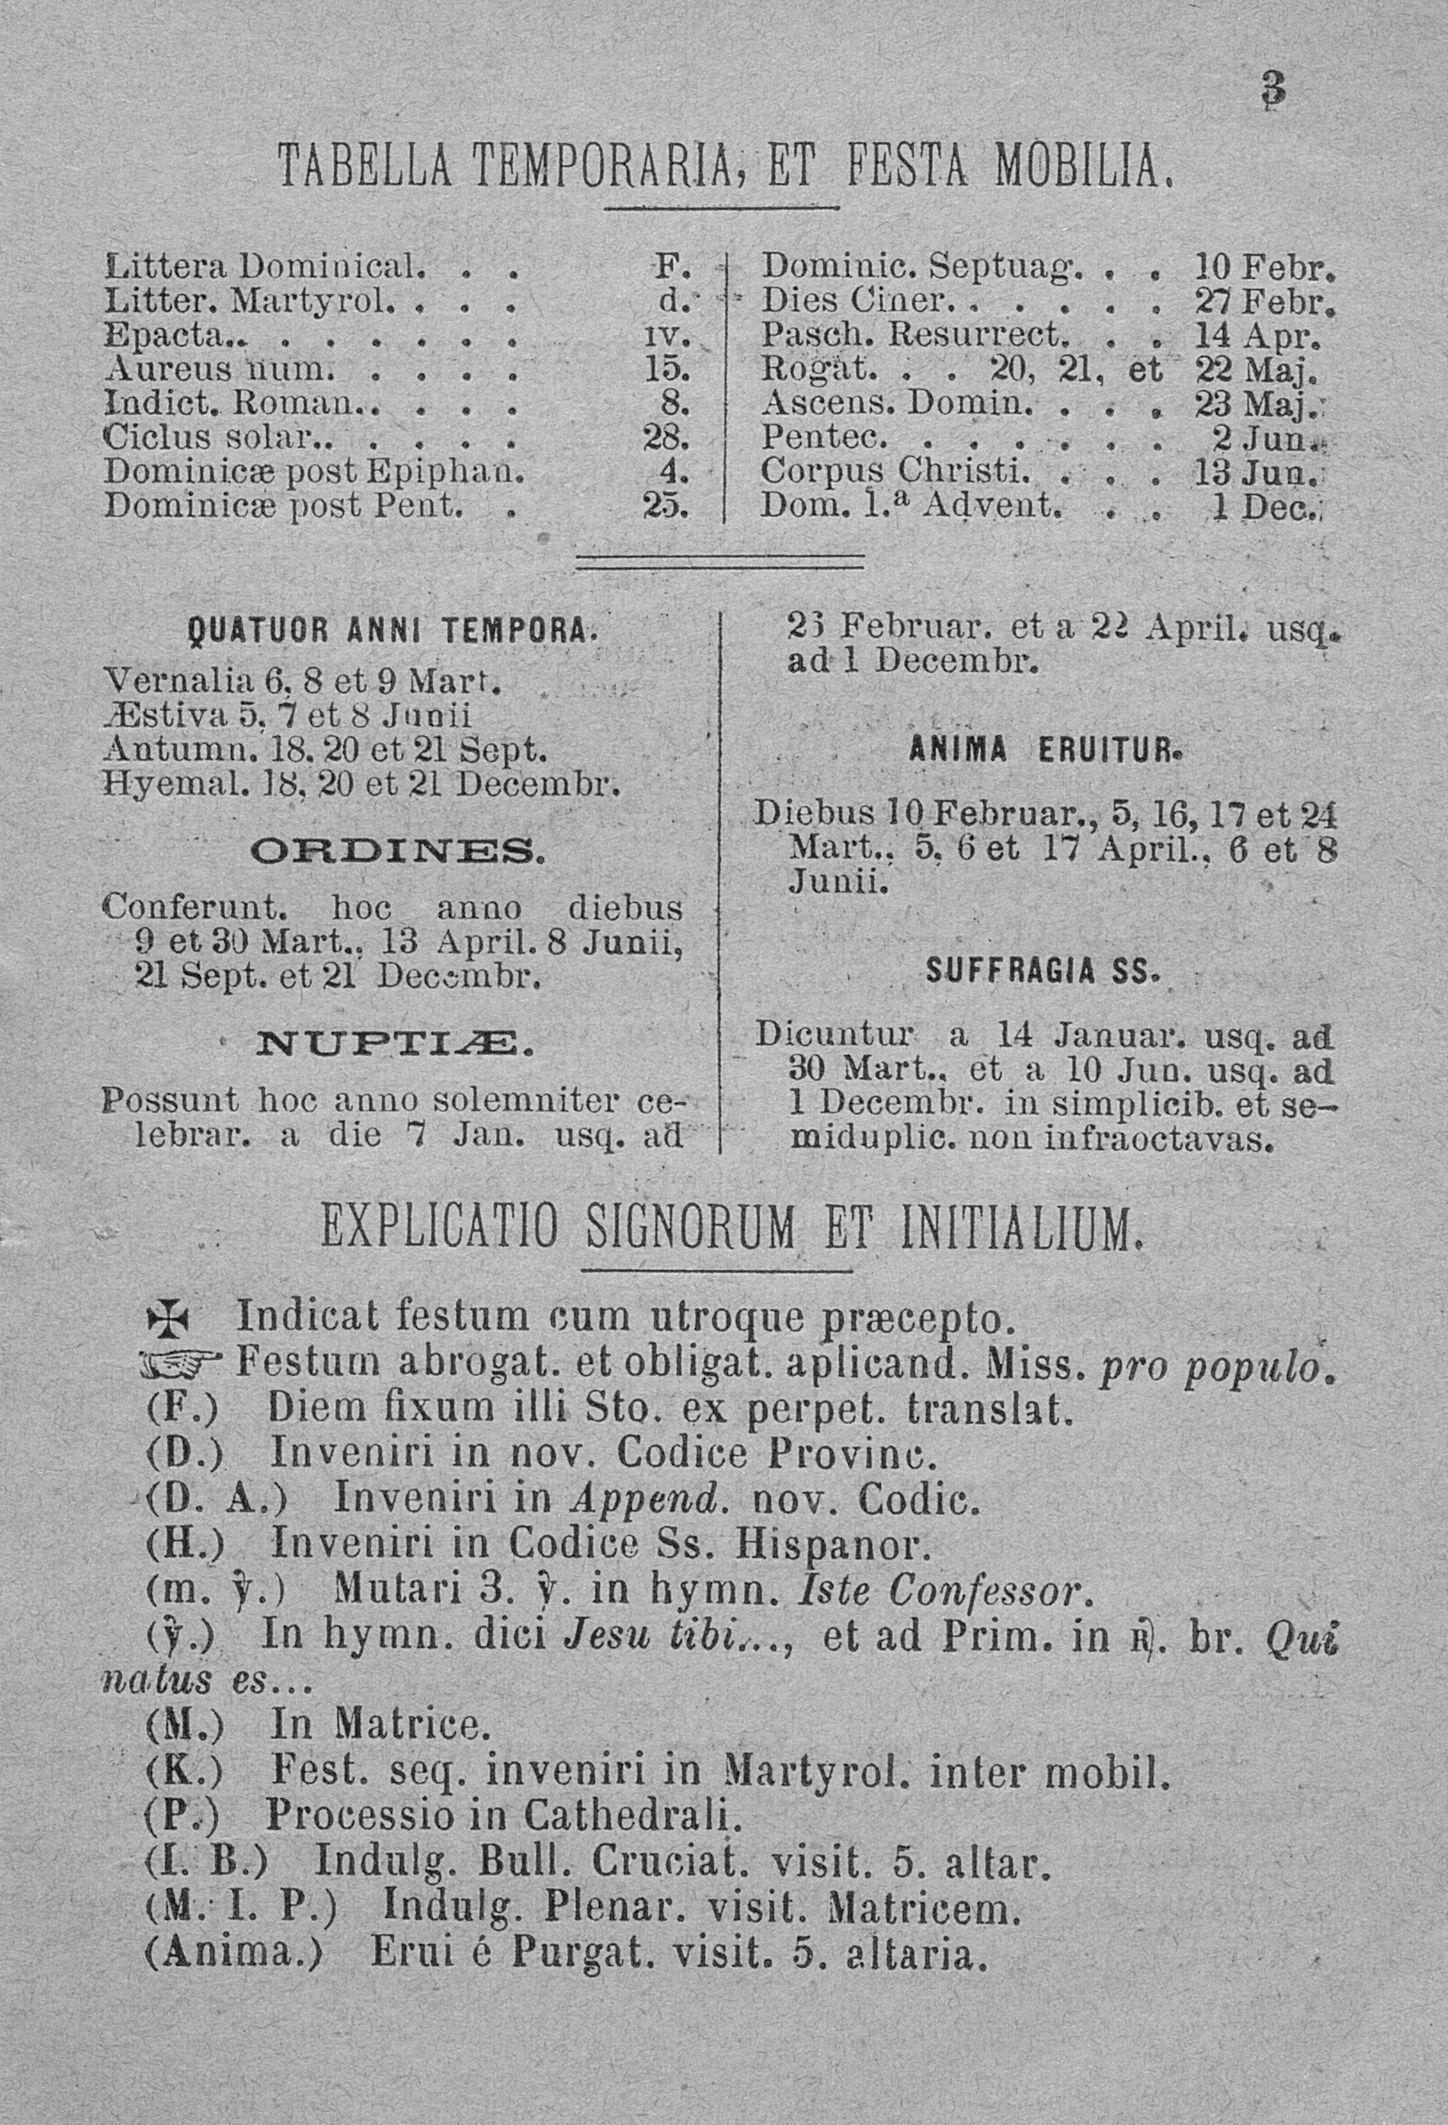 3
TABELLA TEMPORARIA, ET FESTA MOBILIA.
Littera Dominical. . . F.
Litter. Martyrol. . . . d.
Epacta.. . . . . . . IV.
Aureus num. . . . . 15.
Indict. Roman.. . . . 8.
Ciclus solar.. . . . . 28.
Dominicæ post Epiphan. 4.
Dominicæ post Pent. . 25.
Dominic. Septuag. . . 10 Febr.
Dies Ciner. . . . . . 27 Febr.
Pasch. Resurrect. . . 14 Apr.
Rogat. . . 20, 21, et 22 Maj.
Ascens. Domin. . . . 23 Maj.
Pentec. . . . . . . 2 Jun.
Corpus Christi. . . . 13 Jun.
Dom. 1.ª Advent. . . 1 Dec.
QUATUOR ANNI TEMPORA.
Vernalia 6, 8 et 9 Mart.
Æstiva 5, 7 et 8 Junii
Antumn. 18, 20 et 21 Sept.
Hyemal. 18, 20 et 21 Decembr.
ORDINES.
Conferunt. hoc anno diebus
9 et 30 Mart., 13 April. 8 Junii,
21 Sept. et 21 Decembr.
NUPTIÆ.
Possunt hoc anno solemniter ce-
lebrar. a die 7 Jan. usq. ad
Februar. et a 22 April. usq.
ad 1 Decembr.
ANIMA ERUITUR.
Diebus 10 Februar., 5, 16, 17 et 24
Mart., 5, 6 et 17 April., 6 et 8
Junii.
SUFFRAGIA SS.
Dicuntur a 14 Januar. usq. ad
30 Mart., et a 10 Jun. usq. ad
1 Decembr. in simplicib. et se-
miduplic. non infraoctavas.
EXPLICATIO SIGNORUM ET INITIALIUM.
✠ Indicat festum cum utroque præcepto.
☞ Festum abrogat. et obligat. aplicand. Miss. pro populo.
(F.) Diem fixum illi Sto. ex perpet. translat.
(D.) Inveniri in nov. Codice Provinc.
(D. A.) Inveniri in Append. nov. Codic.
(H.) Inveniri in Codice Ss. Hispanor.
(m. ℣.) Mutari 3. ℣. in hymn. Iste Confessor.
(℣.) In hymn. dici Jesu tibi..., et ad Prim. in ℟. br. Qui
natus es...
(M.) In Matrice.
(K.) Fest. seq. inveniri in Martyrol. inter mobil.
(P.) Processio in Cathedrali.
(I. B.) Indulg. Bull. Cruciat. visit. 5. altar.
(M. I. P.) Indulg. Plenar. visit. Matricem.
(Anima.) Erui é Purgat. visit. 5. altaria.